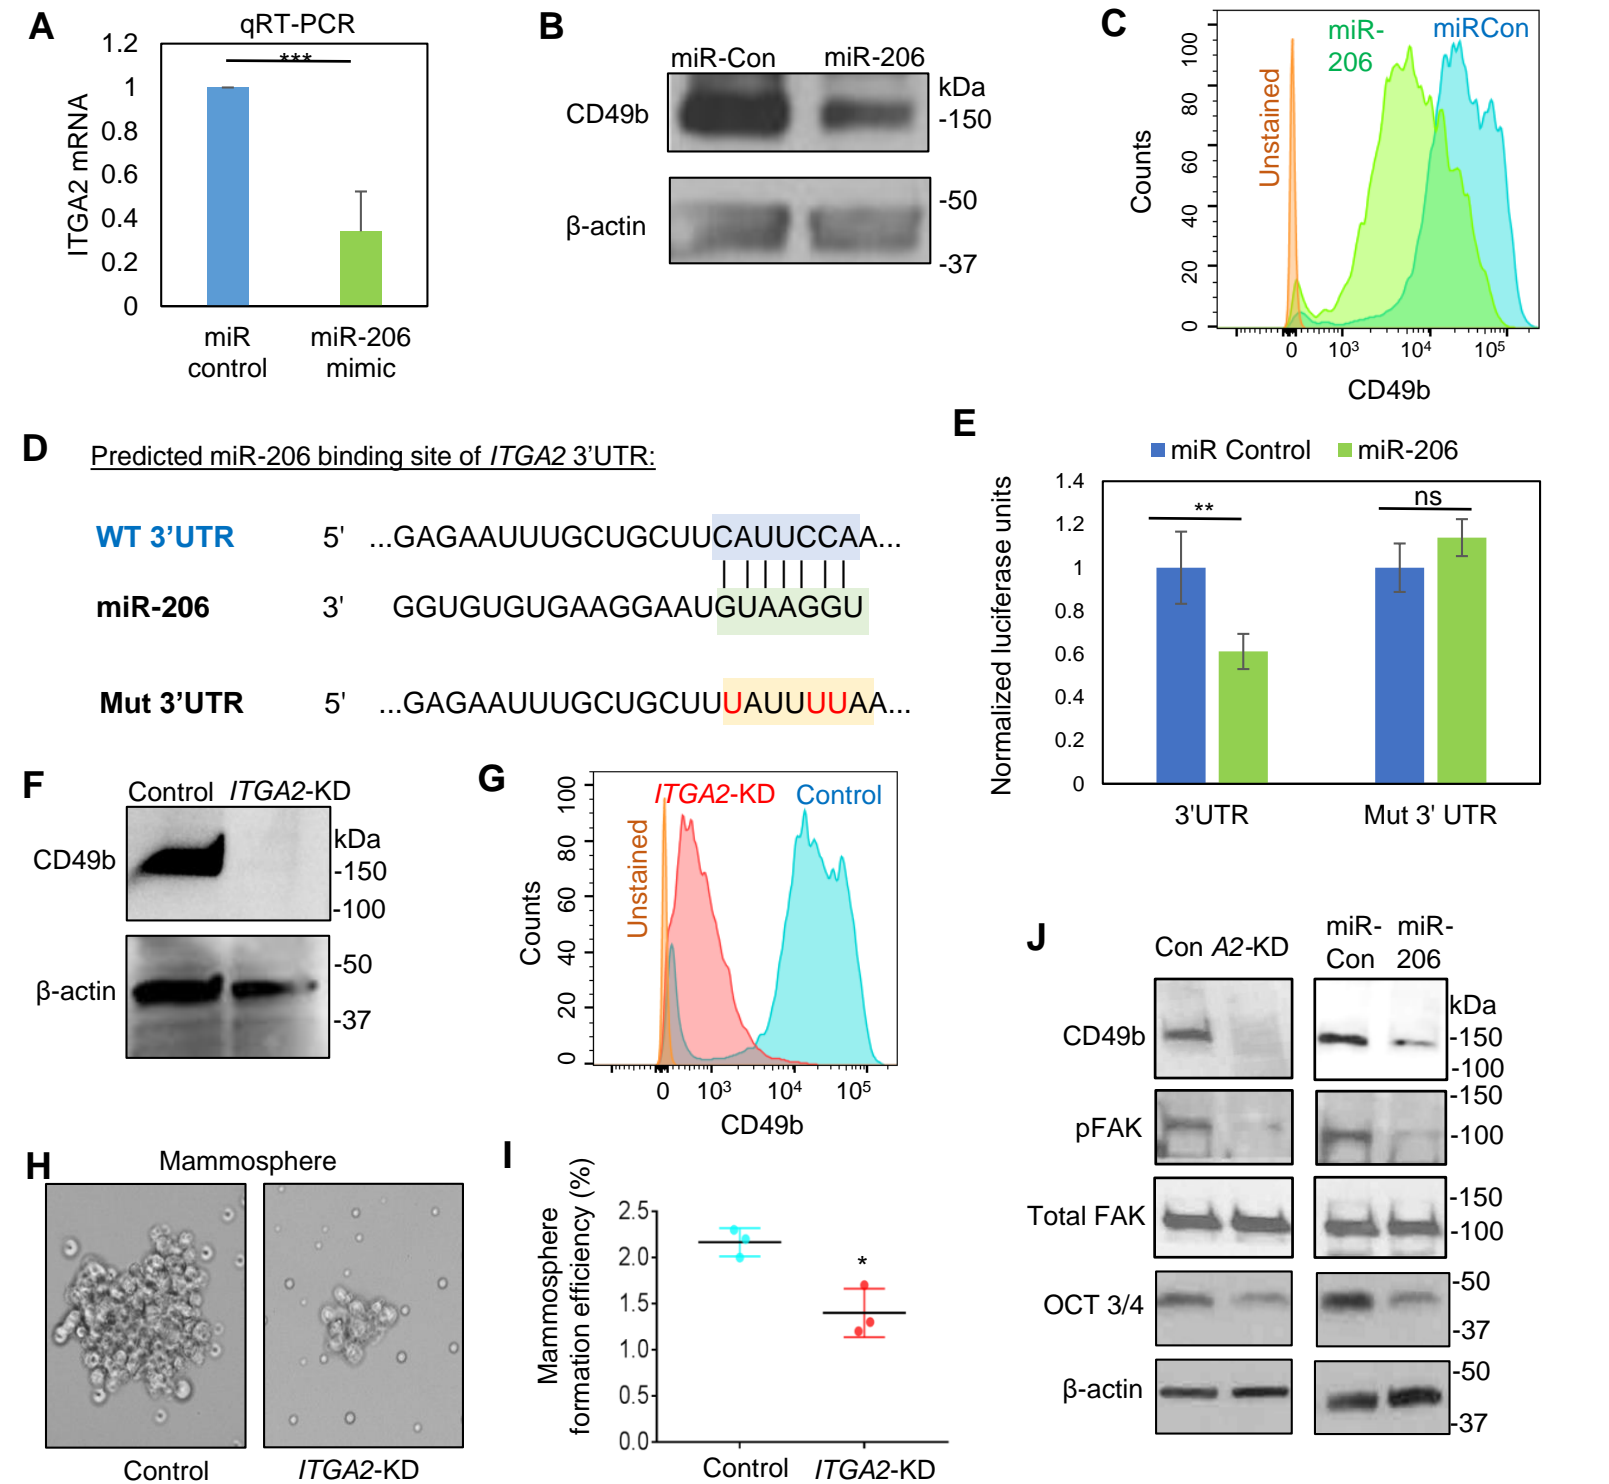 A
qRT-PCR
***
ITGA2 mRNA
1.2
1
0.8
0.6
0.4
0.2
0
miR control
miR-206 mimic
B
miR-Con miR-206
kDa
CD49b
-150
β-actin
-50
-37
C
miR-206
miRCon
Unstained
Counts
100
80
60
40
20
0
0 10³ 10⁴ 10⁵
CD49b
D
Predicted miR-206 binding site of ITGA2 3’UTR:
WT 3’UTR 5' ...GAGAAUUUGCUGCUUCAUUCCAA...
miR-206 3' GGUGUGUGAAGGAAUGUAAGGU
Mut 3’UTR 5' ...GAGAAUUUGCUGCUUUAUUUUAA...
E
miR Control miR-206
Normalized luciferase units
1.4
1.2
1
0.8
0.6
0.4
0.2
0
**
ns
3'UTR
Mut 3' UTR
F
Control ITGA2-KD
CD49b
kDa
-150
-100
β-actin
-50
-37
G
ITGA2-KD
Control
Unstained
Counts
100
80
60
40
20
0
0 10³ 10⁴ 10⁵
CD49b
H
Mammosphere
Control
ITGA2-KD
I
Mammosphere
formation efficiency (%)
2.5
2.0
1.5
1.0
0.5
0.0
*
Control ITGA2-KD
J
Con A2-KD
miR-Con
miR-206
kDa
CD49b
-150
-100
pFAK
-150
-100
Total FAK
-150
-100
OCT 3/4
-50
-37
β-actin
-50
-37